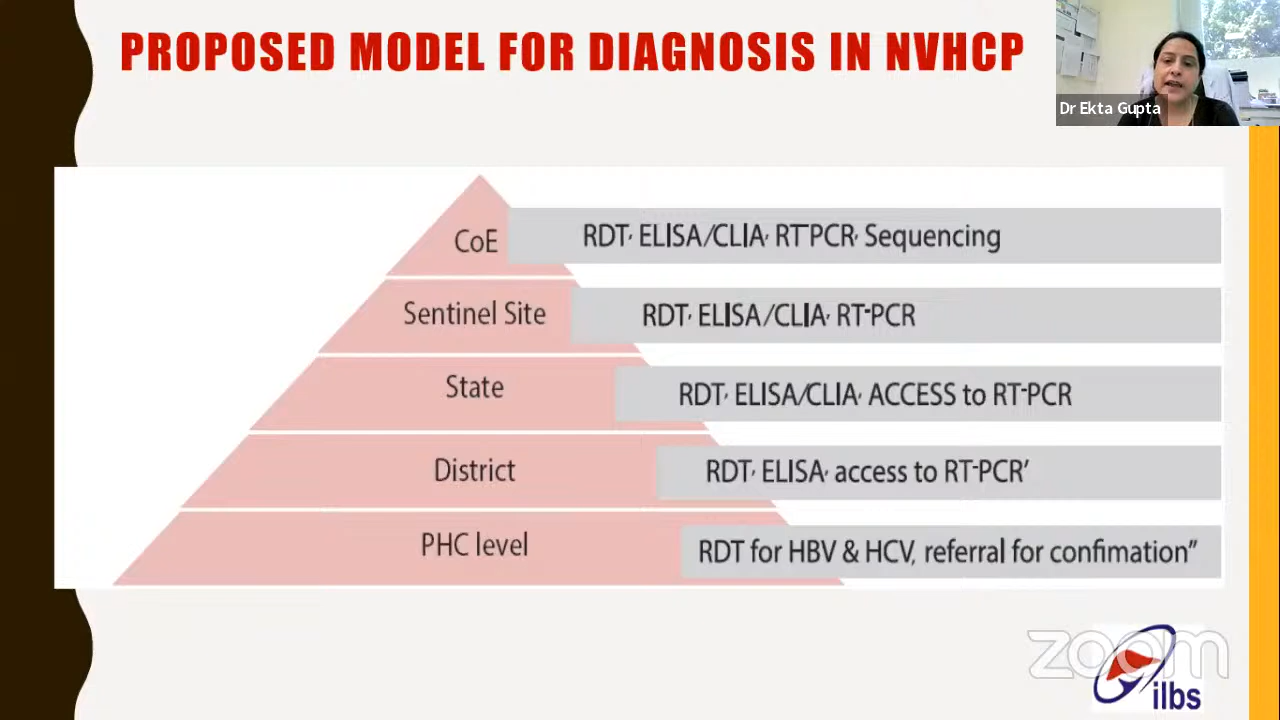 PROPOSED MODEL FOR DIAGNOSIS IN NVHCP
Dr Ekta Gupta
CoE RDT, ELISA/CLIA, RT-PCR, Sequencing
Sentinel Site RDT, ELISA/CLIA, RT-PCR
State RDT, ELISA/CLIA, ACCESS to RT-PCR
District RDT, ELISA, access to RT-PCR’
PHC level RDT for HBV & HCV, referral for confimation”
zoom
ilbs